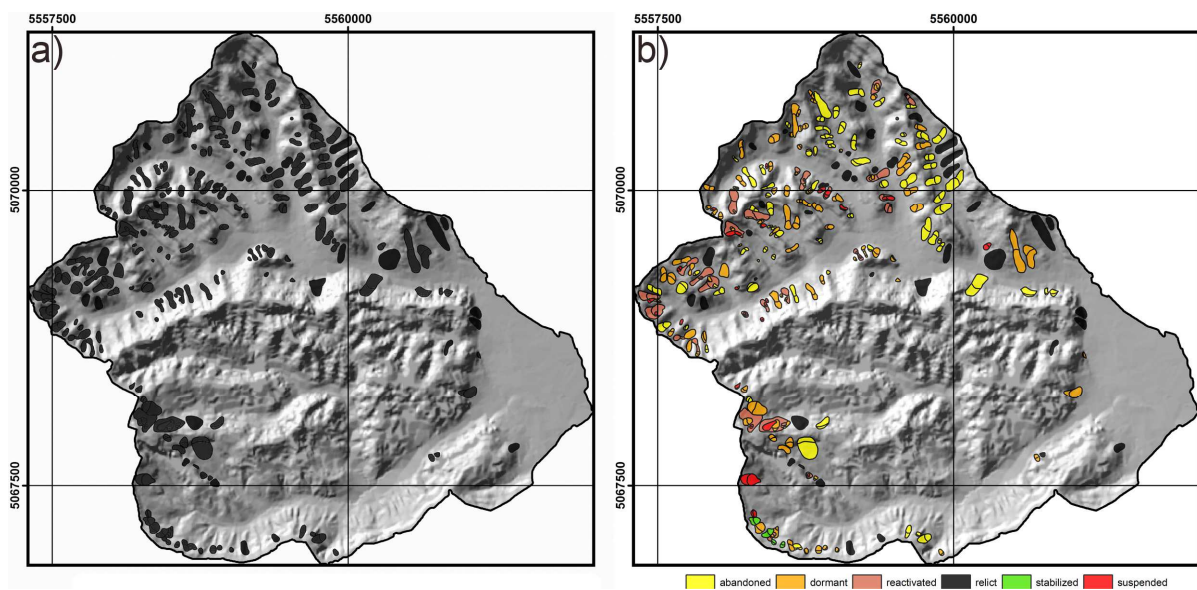 5557500 5560000 5557500 5560000
a) b)
5070000 5070000
5067500 5067500
abandoned dormant reactivated relict stabilized suspended